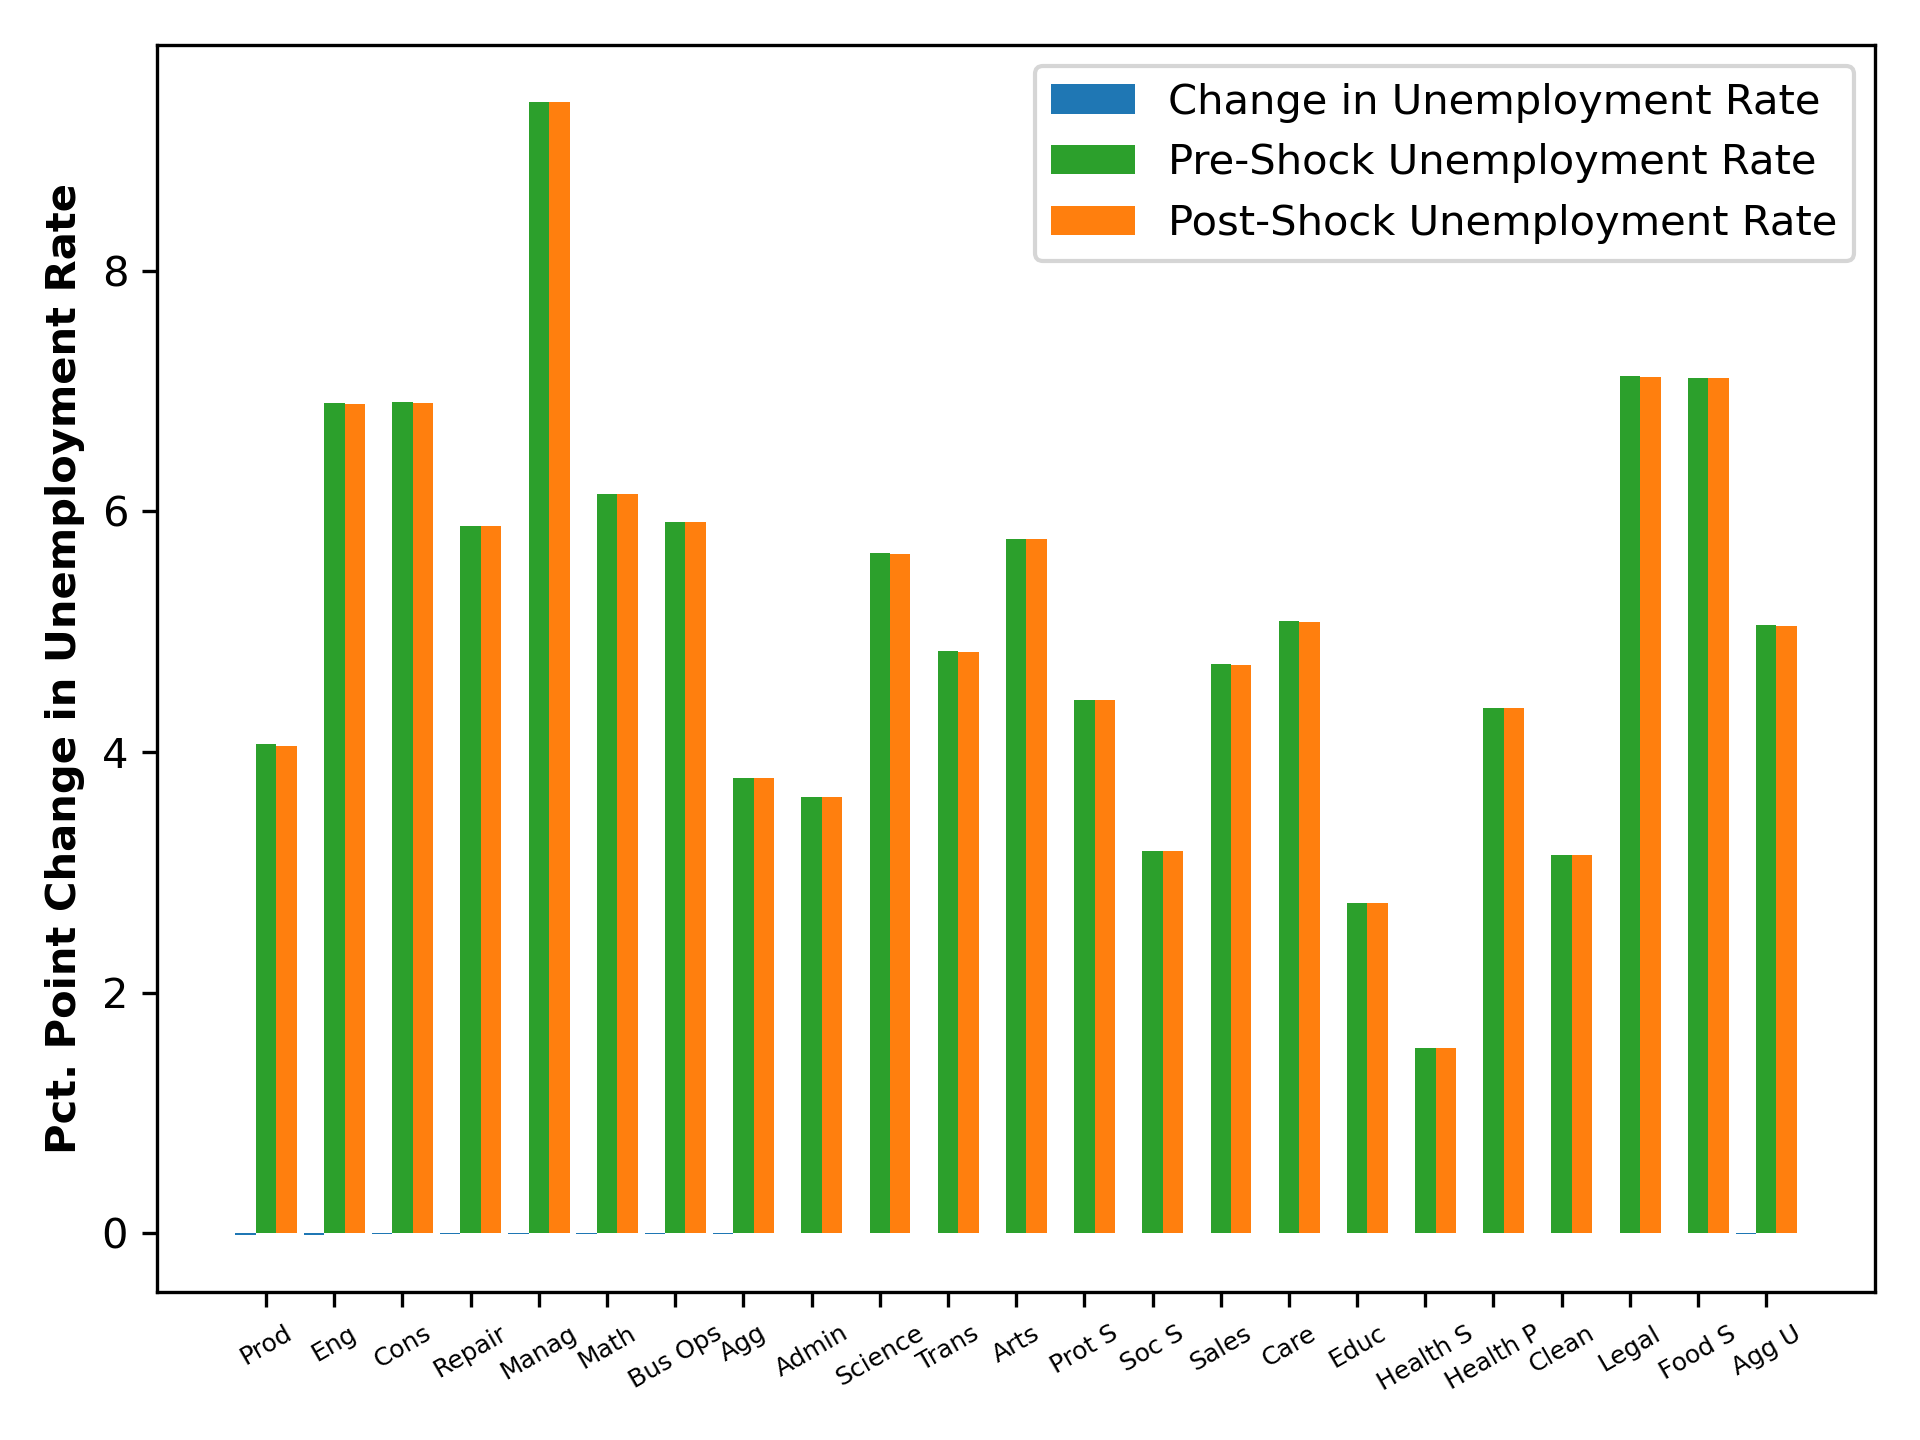 Change in Unemployment Rate
Pre-Shock Unemployment Rate
Post-Shock Unemployment Rate
Pct. Point Change in Unemployment Rate
8
6
4
2
0
Prod
Eng
Cons
Repair
Manag
Math
Bus Ops
Agg
Admin
Science
Trans
Arts
Prot S
Soc S
Sales
Care
Educ
Health S
Health P
Clean
Legal
Food S
Agg U